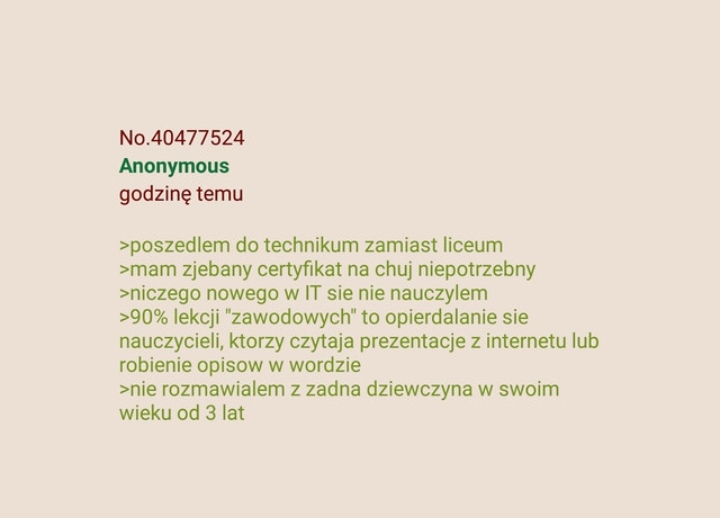 No.40477524
Anonymous
godzinę temu
>poszedlem do technikum zamiast liceum
>mam zjebany certyfikat na chuj niepotrzebny
>niczego nowego w IT sie nie nauczylem
>90% lekcji "zawodowych" to opierdalanie sie
nauczycieli, ktorzy czytaja prezentacje z internetu lub
robienie opisow w wordzie
>nie rozmawialem z zadna dziewczyna w swoim
wieku od 3 lat